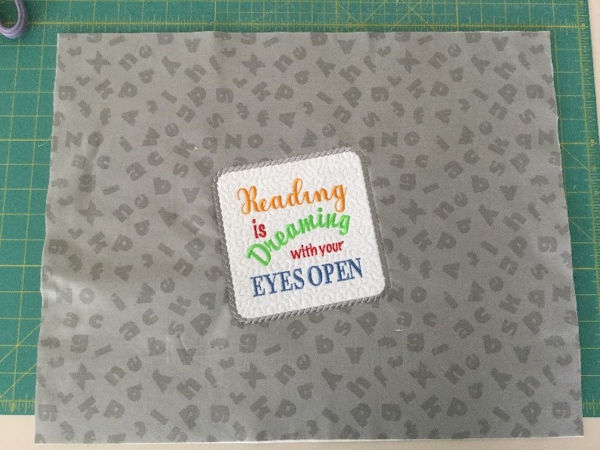 Reading
is
Dreaming
with your
EYES OPEN